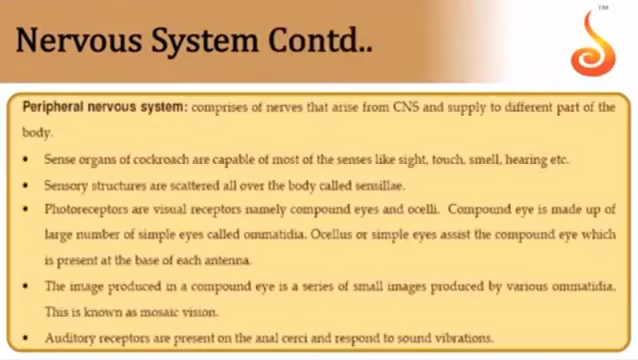 Nervous System Contd..
TM
Peripheral nervous system: comprises of nerves that arise from CNS and supply to different part of the
body.
• Sense organs of cockroach are capable of most of the senses like sight, touch, smell, hearing etc.
• Sensory structures are scattered all over the body called sensillae.
• Photoreceptors are visual receptors namely compound eyes and ocelli. Compound eye is made up of
large number of simple eyes called ommatidia. Ocellus or simple eyes assist the compound eye which
is present at the base of each antenna.
• The image produced in a compound eye is a series of small images produced by various ommatidia.
This is known as mosaic vision.
• Auditory receptors are present on the anal cerci and respond to sound vibrations.